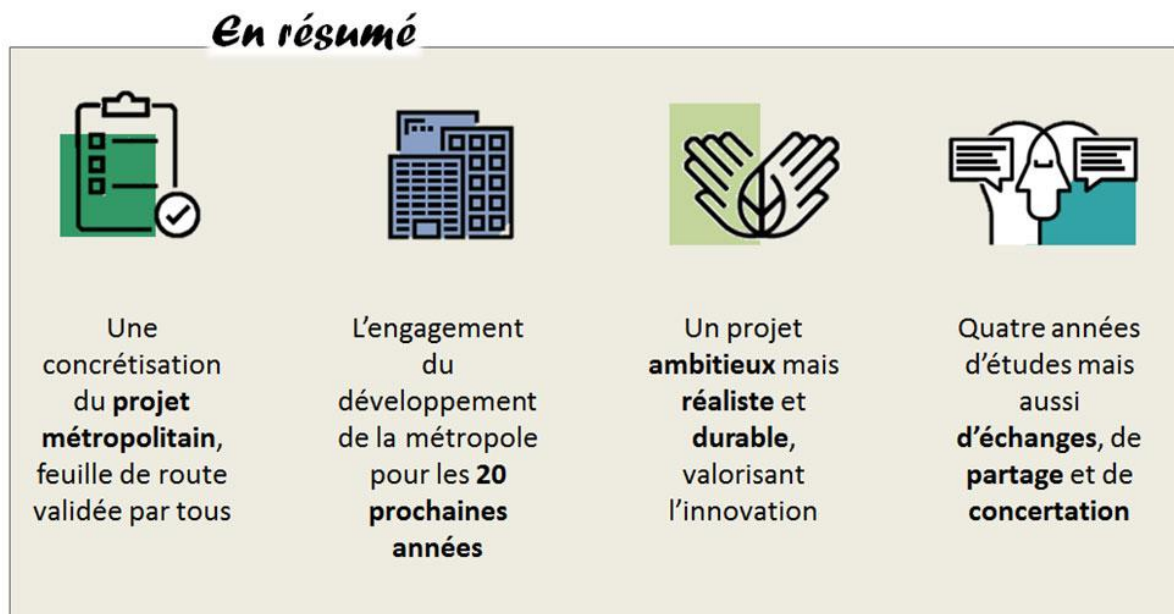 En résumé
Une
concrétisation
du projet
métropolitain,
feuille de route
validée par tous
L'engagement
du
développement
de la métropole
pour les 20
prochaines
années
Un projet
ambitieux mais
réaliste et
durable,
valorisant
l'innovation
Quatre années
d'études mais
aussi
d'échanges, de
partage et de
concertation